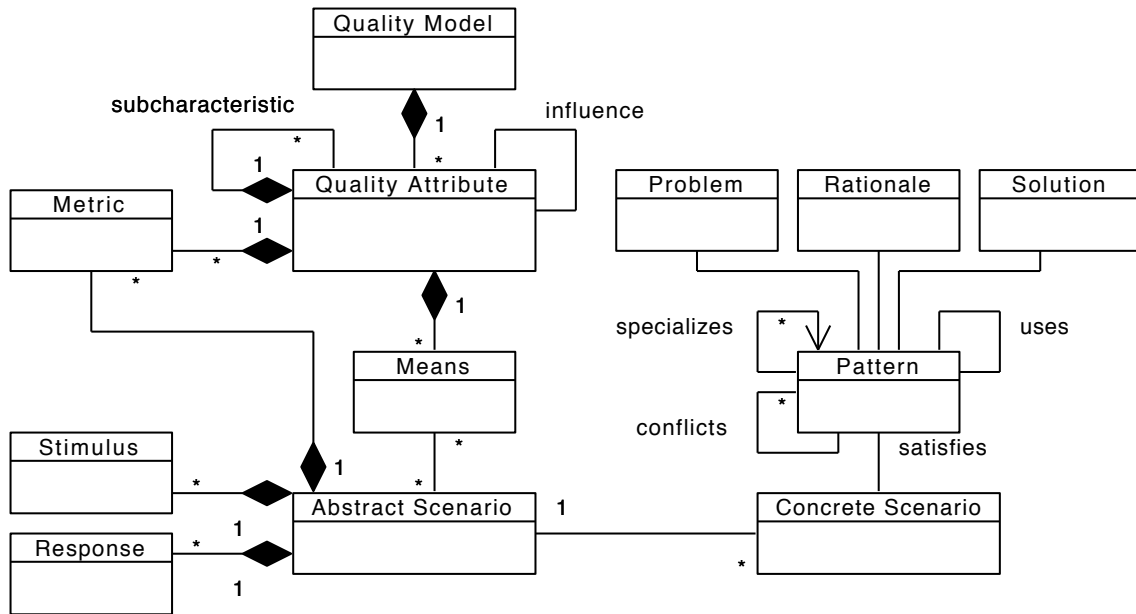 Quality Model
subcharacteristic
1
influence
*
*
1
Quality Attribute
Problem
Rationale
Solution
Metric
1
*
*
1
specializes
*
uses
*
Means
Pattern
*
conflicts
*
Stimulus
satisfies
*
1
*
Abstract Scenario
1
Concrete Scenario
1
Response
*
*
1